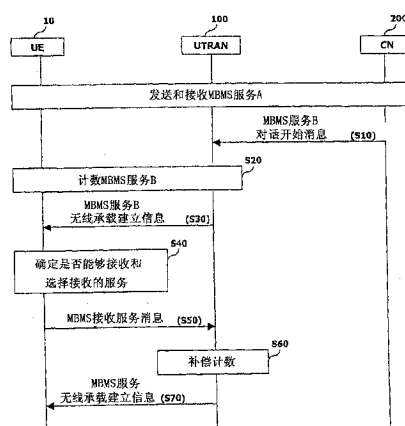 10 100 200
UE UTRAN CN
发送和接收MBMS服务A
MBMS服务B
对话开始消息 (S10)
S20
计数MBMS服务B
MBMS服务B
无线承载建立信息 (S30)
S40
确定是否能够接收和
选择接收的服务
MBMS接收服务消息 (S50)
S60
补偿计数
MBMS服务
无线承载建立信息 (S70)